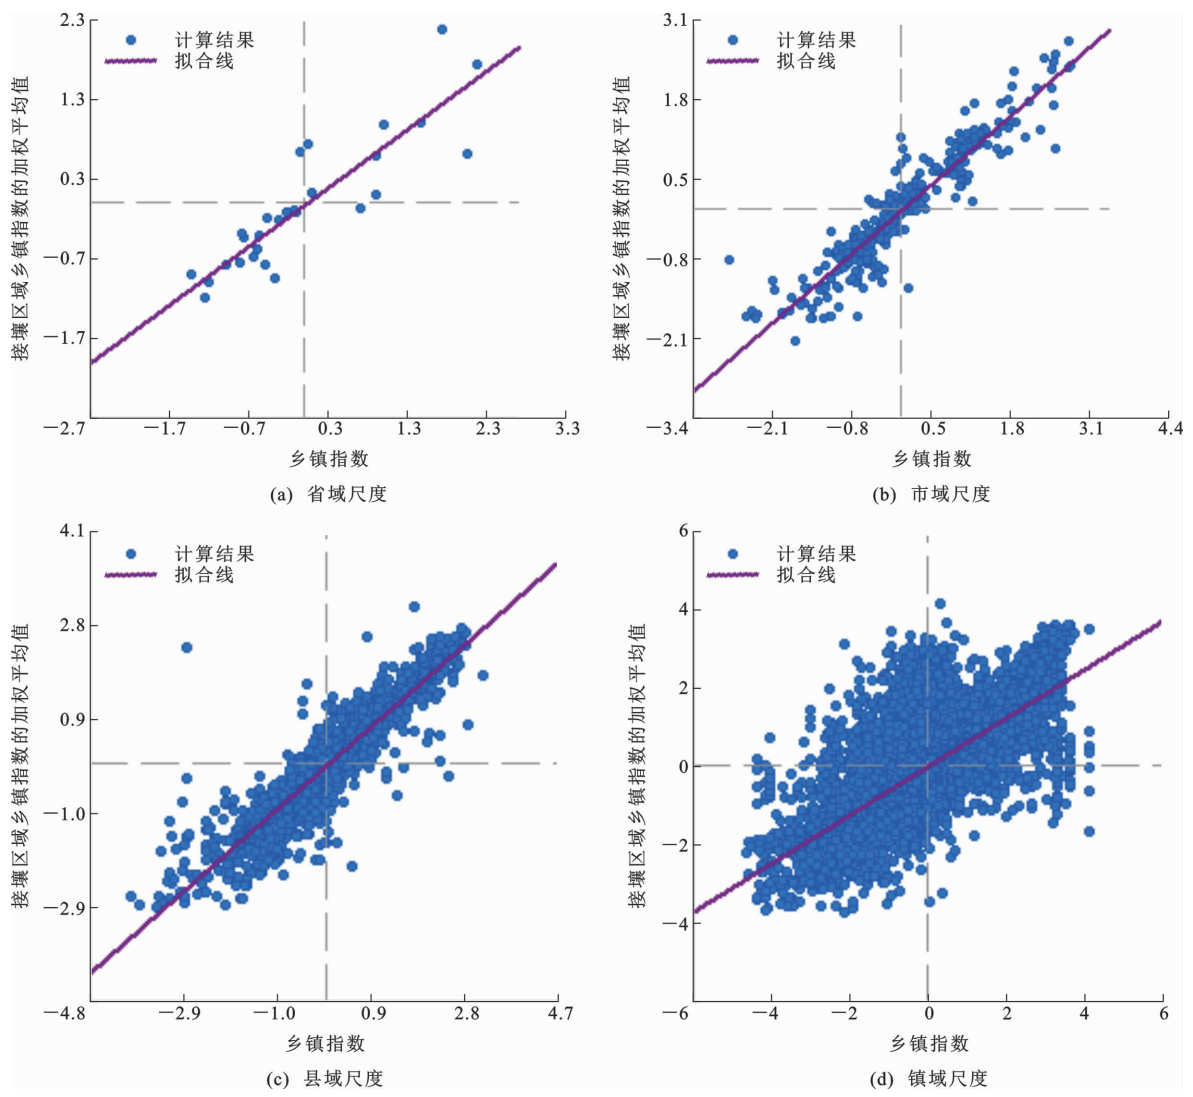 2.3
1.3
0.3
−0.7
−1.7
−2.7
−1.7
−0.7
0.3
1.3
2.3
3.3
计算结果
拟合线
接壤区域乡镇指数的加权平均值
乡镇指数
(a) 省域尺度
3.1
1.8
0.5
−0.8
−2.1
−3.4
−2.1
−0.8
0.5
1.8
3.1
4.4
计算结果
拟合线
接壤区域乡镇指数的加权平均值
乡镇指数
(b) 市域尺度
4.1
2.8
0.9
−1.0
−2.9
−4.8
−2.9
−1.0
0.9
2.8
4.7
计算结果
拟合线
接壤区域乡镇指数的加权平均值
乡镇指数
(c) 县域尺度
6
4
2
0
−2
−4
−6
−4
−2
0
2
4
6
计算结果
拟合线
接壤区域乡镇指数的加权平均值
乡镇指数
(d) 镇域尺度